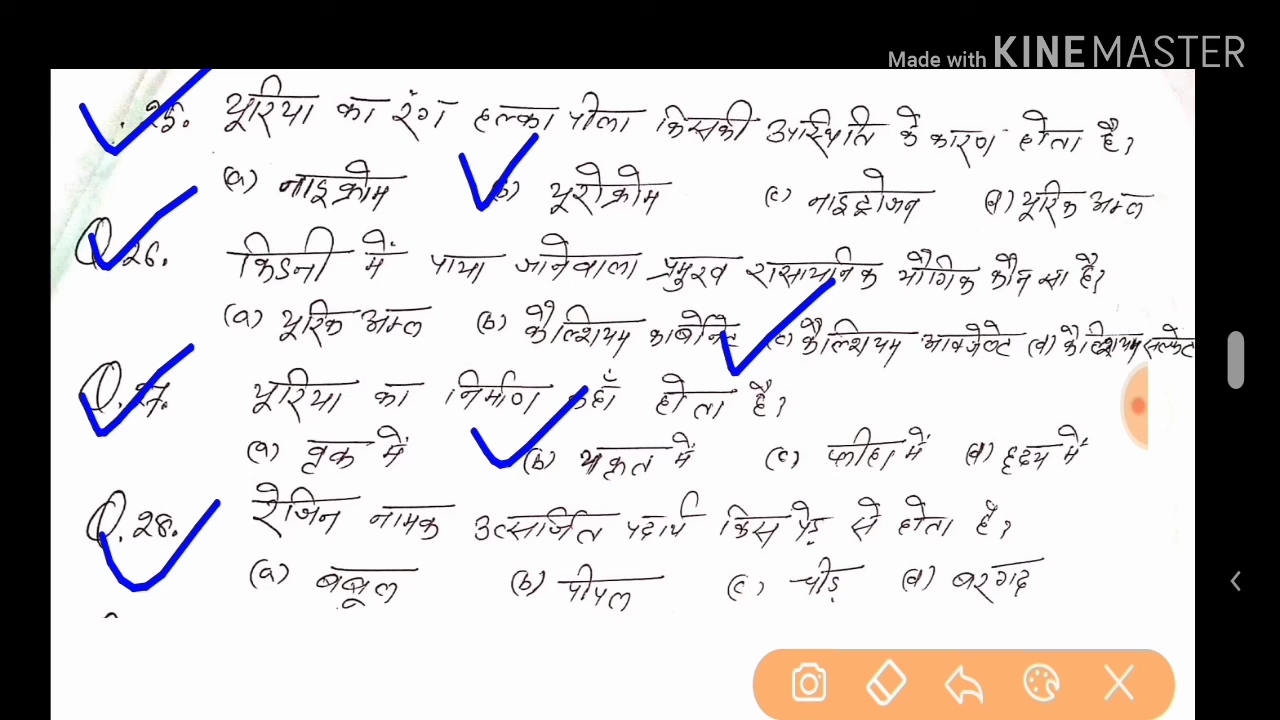 Made with KINEMASTER
25. यूरिया का रंग हल्का पीला किसकी उपस्थिति के कारण होता है?
(a) नाइक्रोम (b) यूरोक्रोम (c) नाइट्रोजन (d) यूरिक अम्ल
Q.26. किडनी में पाया जानेवाला प्रमुख रासायनिक यौगिक कौन सा है?
(a) यूरिक अम्ल (b) कैल्शियम कार्बोनेट (c) कैल्शियम आक्जेलेट (d) कैल्शियम सल्फेट
Q.27. यूरिया का निर्माण कहाँ होता है?
(a) वृक में (b) यकृत में (c) प्लीहा में (d) हृदय में
Q.28. रेजिन नामक उत्सर्जित पदार्थ किस पेड़ से होता है?
(a) बबूल (b) पीपल (c) चीड़ (d) बरगद